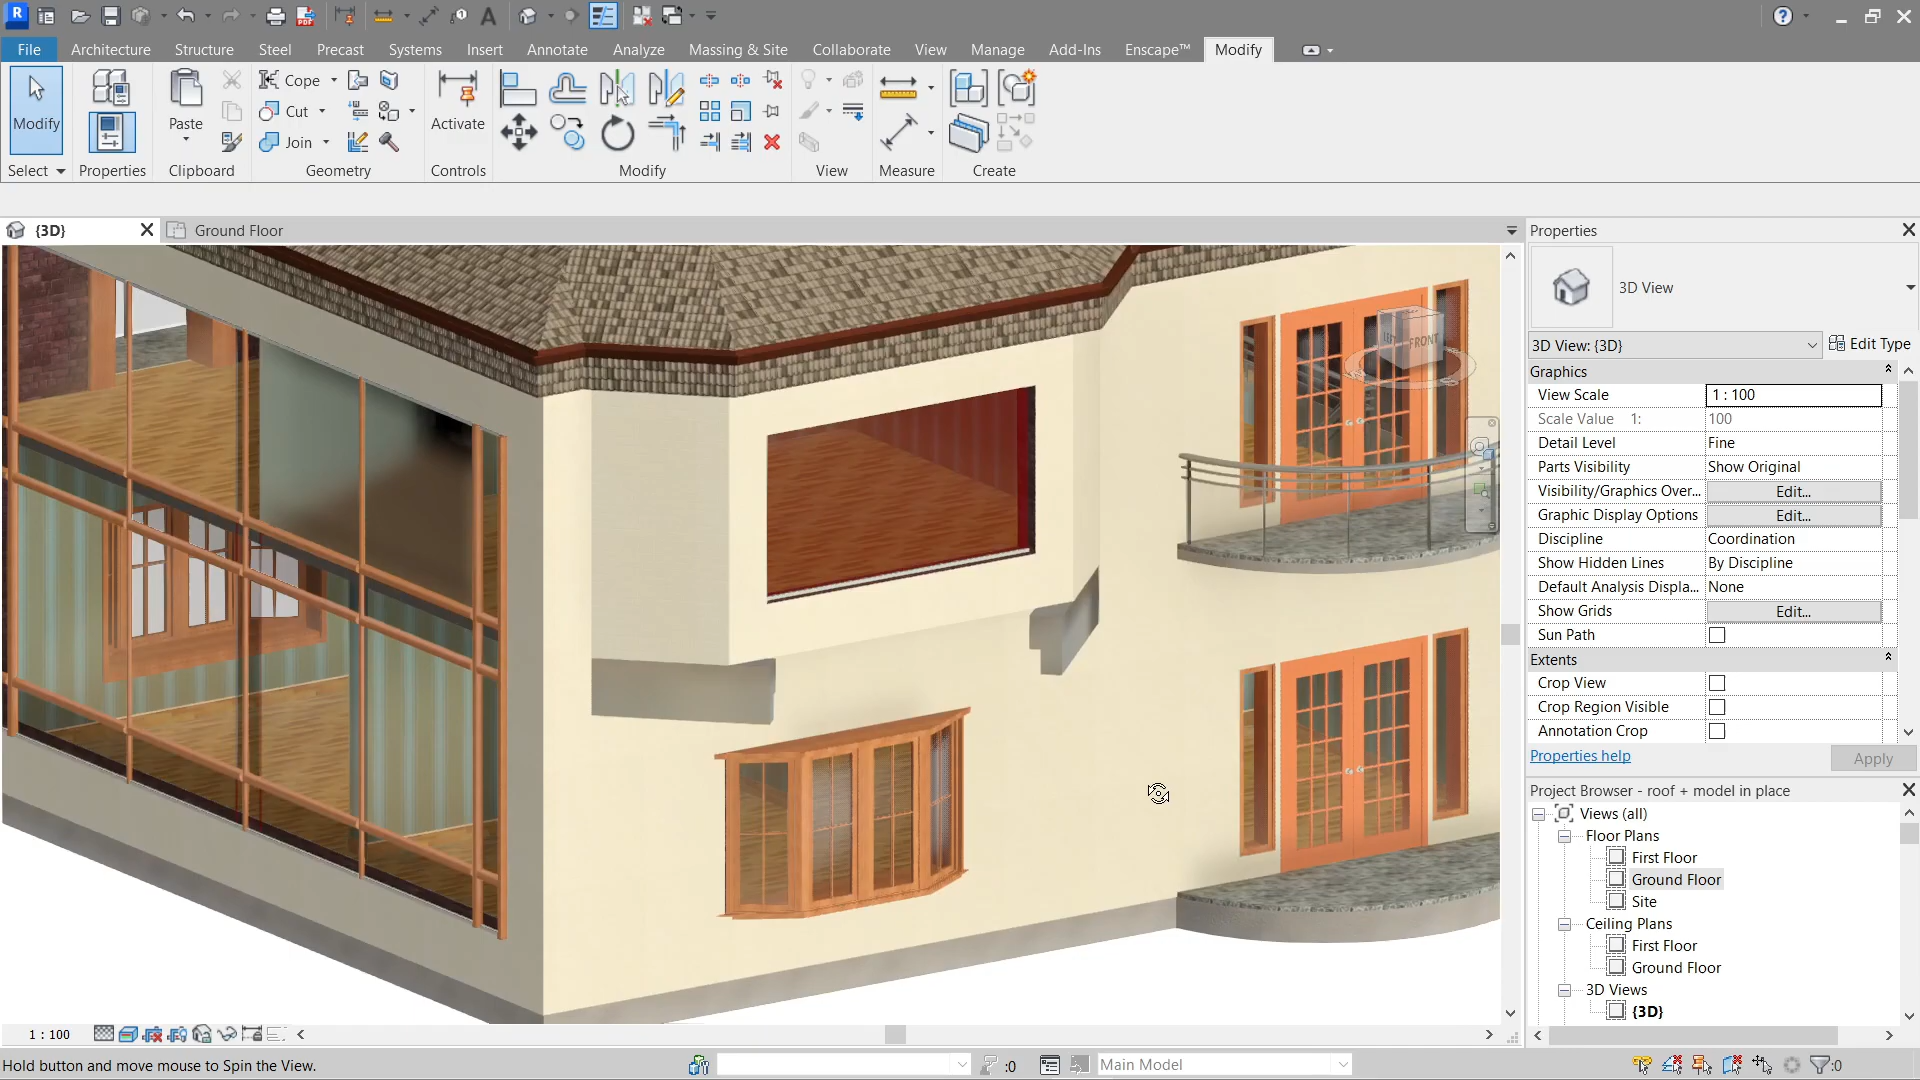 File Architecture Structure Steel Precast Systems Insert Annotate Analyze Massing & Site Collaborate View Manage Add-Ins Enscape™ Modify
Modify
Paste
Cope
Cut
Join
Activate
Select Properties Clipboard Geometry Controls Modify View Measure Create
{3D}
Ground Floor
FRONT
Properties
3D View
3D View: {3D}
Edit Type
Graphics
View Scale 1 : 100
Scale Value 1: 100
Detail Level Fine
Parts Visibility Show Original
Visibility/Graphics Over... Edit...
Graphic Display Options Edit...
Discipline Coordination
Show Hidden Lines By Discipline
Default Analysis Displa... None
Show Grids Edit...
Sun Path
Extents
Crop View
Crop Region Visible
Annotation Crop
Properties help
Apply
Project Browser - roof + model in place
Views (all)
Floor Plans
First Floor
Ground Floor
Site
Ceiling Plans
First Floor
Ground Floor
3D Views
{3D}
1 : 100
Hold button and move mouse to Spin the View.
:0
Main Model
:0